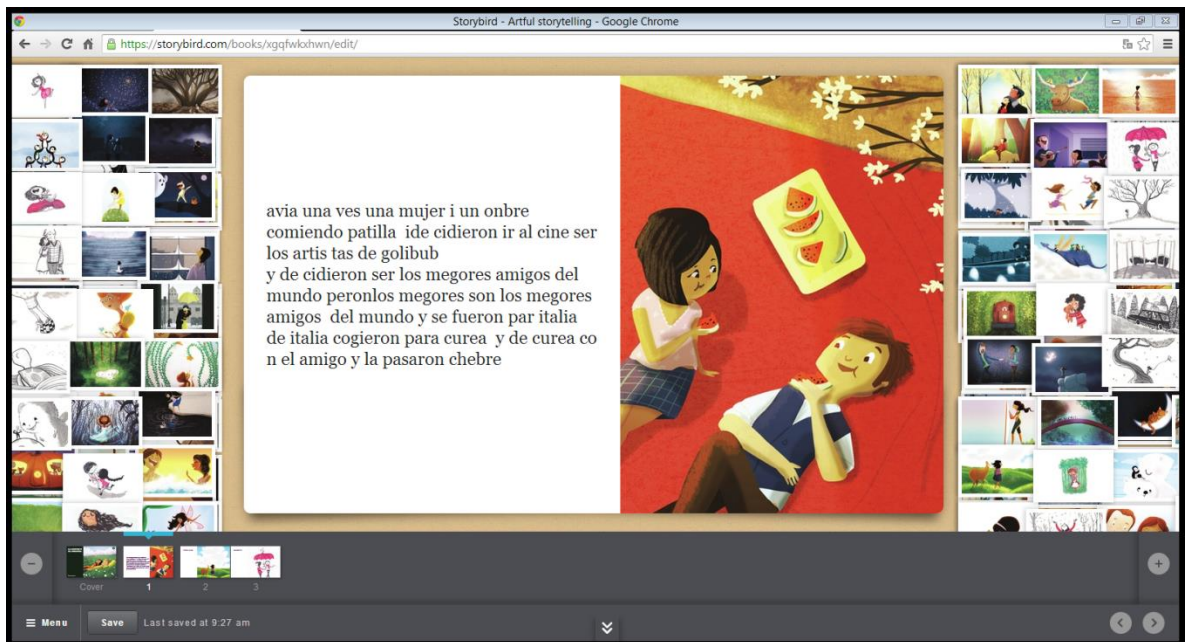 Storybird - Artful storytelling - Google Chrome
https://storybird.com/books/xgqfwkxhwn/edit/
avia una ves una mujer i un onbre
comiendo patilla  ide cidieron ir al cine ser
los artis tas de golibub
y de cidieron ser los megores amigos del
mundo peronlos megores son los megores
amigos  del mundo y se fueron par italia
de italia cogieron para curea  y de curea co
n el amigo y la pasaron chebre
Cover 1 2 3
Menu Save Last saved at 9:27 am